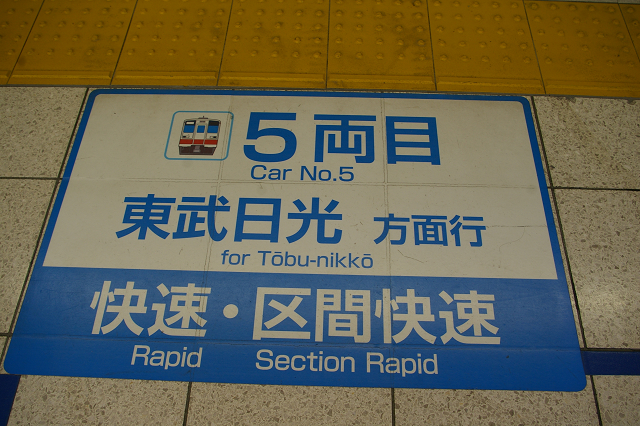 5両目
Car No.5
東武日光 方面行
for Tōbu-nikkō
快速・区間快速
Rapid Section Rapid